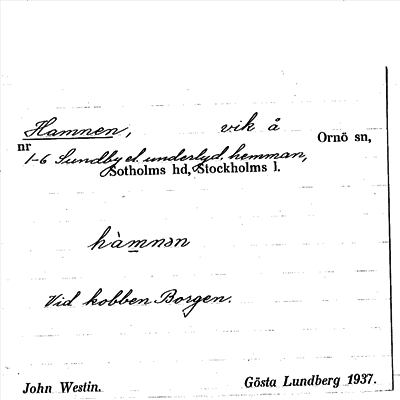 Hamnen, vik å Ornö sn,
nr 1-6 Sundby el. underlyd. hemman,
Sotholms hd, Stockholms l.
hàmnən
Vid kobben Borgen.
John Westin. Gösta Lundberg 1937.